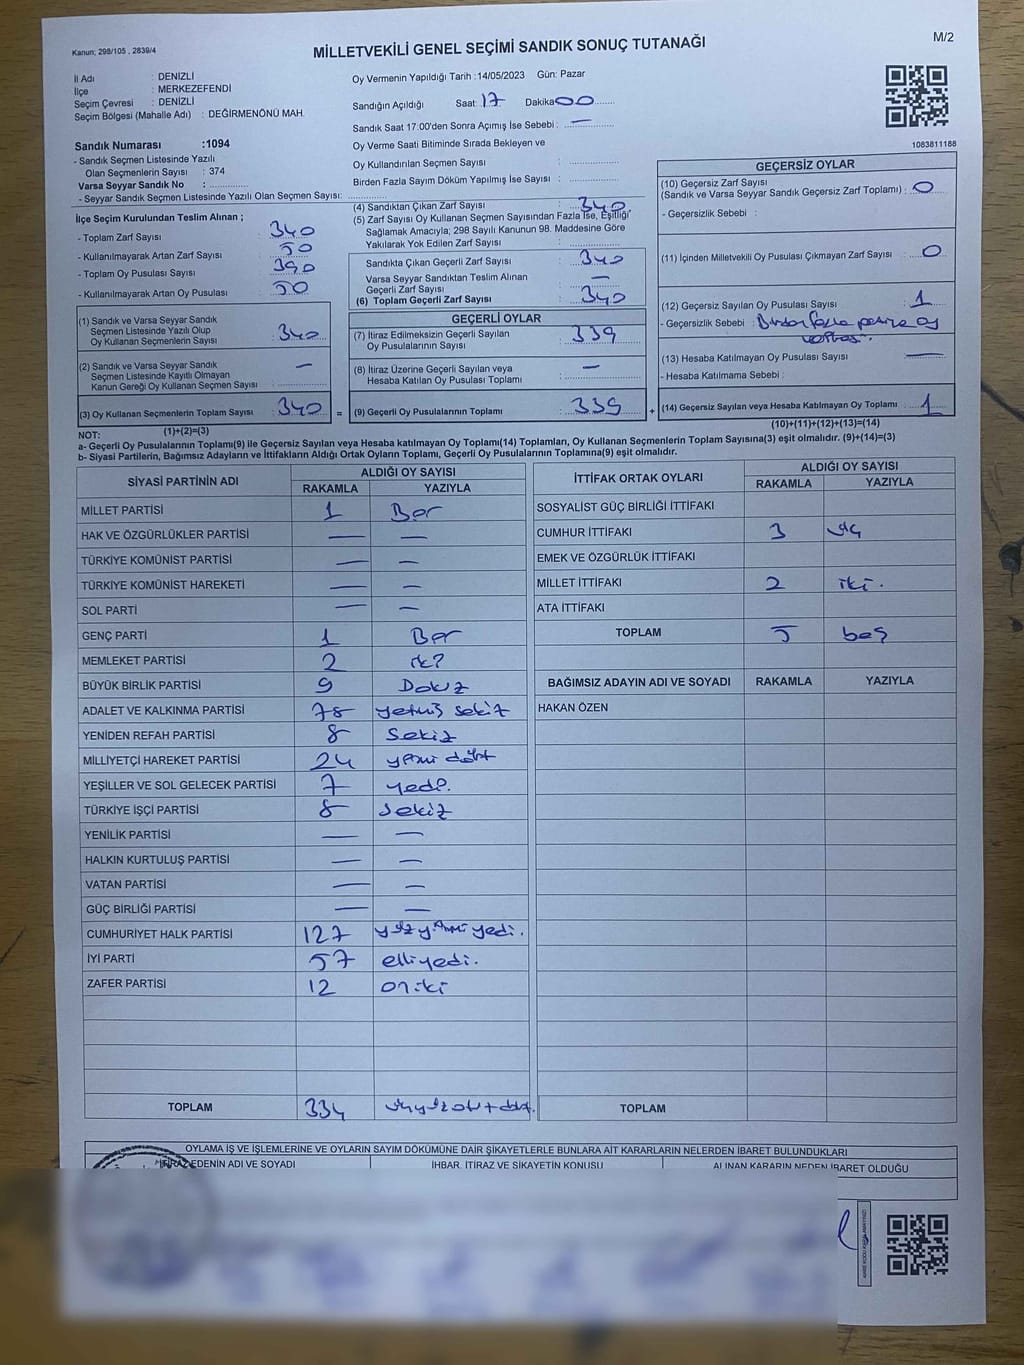 Kanun; 298/105 , 2839/4
M/2
MİLLETVEKİLİ GENEL SEÇİMİ SANDIK SONUÇ TUTANAĞI
İl Adı : DENİZLİ
İlçe : MERKEZEFENDİ
Seçim Çevresi : DENİZLİ
Seçim Bölgesi (Mahalle Adı) : DEĞİRMENÖNÜ MAH.
Sandık Numarası :1094
- Sandık Seçmen Listesinde Yazılı
Olan Seçmenlerin Sayısı : 374
Varsa Seyyar Sandık No : ..............
- Seyyar Sandık Seçmen Listesinde Yazılı Olan Seçmen Sayısı: ..............
Oy Vermenin Yapıldığı Tarih :14/05/2023 Gün: Pazar
Sandığın Açıldığı Saat: 17 Dakika 00
Sandık Saat 17:00'den Sonra Açımış İse Sebebi : —
Oy Verme Saati Bitiminde Sırada Bekleyen ve
Oy Kullandırılan Seçmen Sayısı : ..............
Birden Fazla Sayım Döküm Yapılmış İse Sayısı : ..............
1083811188
İlçe Seçim Kurulundan Teslim Alınan ;
- Toplam Zarf Sayısı : 340
- Kullanılmayarak Artan Zarf Sayısı : 50
- Toplam Oy Pusulası Sayısı : 390
- Kullanılmayarak Artan Oy Pusulası : 50
(1) Sandık ve Varsa Seyyar Sandık
Seçmen Listesinde Yazılı Olup
Oy Kullanan Seçmenlerin Sayısı : 340
(2) Sandık ve Varsa Seyyar Sandık
Seçmen Listesinde Kayıtlı Olmayan
Kanun Gereği Oy Kullanan Seçmen Sayısı : —
(3) Oy Kullanan Seçmenlerin Toplam Sayısı : 340 =
(1)+(2)=(3)
(4) Sandıktan Çıkan Zarf Sayısı : 340
(5) Zarf Sayısı Oy Kullanan Seçmen Sayısından Fazla İse, Eşitliği
Sağlamak Amacıyla; 298 Sayılı Kanunun 98. Maddesine Göre
Yakılarak Yok Edilen Zarf Sayısı : ..............
Sandıkta Çıkan Geçerli Zarf Sayısı : 340
Varsa Seyyar Sandıktan Teslim Alınan
Geçerli Zarf Sayısı : —
(6) Toplam Geçerli Zarf Sayısı : 340
GEÇERLİ OYLAR
(7) İtiraz Edilmeksizin Geçerli Sayılan
Oy Pusulalarının Sayısı : 339
(8) İtiraz Üzerine Geçerli Sayılan veya
Hesaba Katılan Oy Pusulası Toplamı : —
(9) Geçerli Oy Pusulalarının Toplamı : 339 +
GEÇERSİZ OYLAR
(10) Geçersiz Zarf Sayısı
(Sandık ve Varsa Seyyar Sandık Geçersiz Zarf Toplamı) : 0
- Geçersizlik Sebebi :
(11) İçinden Milletvekili Oy Pusulası Çıkmayan Zarf Sayısı : 0
(12) Geçersiz Sayılan Oy Pusulası Sayısı : 1
- Geçersizlik Sebebi : Birden fazla partiye oy
(13) Hesaba Katılmayan Oy Pusulası Sayısı —
- Hesaba Katılmama Sebebi :
(14) Geçersiz Sayılan veya Hesaba Katılmayan Oy Toplamı : 1
(10)+(11)+(12)+(13)=(14)
NOT:
a- Geçerli Oy Pusulalarının Toplamı(9) ile Geçersiz Sayılan veya Hesaba katılmayan Oy Toplamı(14) Toplamları, Oy Kullanan Seçmenlerin Toplam Sayısına(3) eşit olmalıdır. (9)+(14)=(3)
b- Siyasi Partilerin, Bağımsız Adayların ve İttifakların Aldığı Ortak Oyların Toplamı, Geçerli Oy Pusulalarının Toplamına(9) eşit olmalıdır.
SİYASİ PARTİNİN ADI ALDIĞI OY SAYISI
RAKAMLA YAZIYLA
MİLLET PARTİSİ 1 Bir
HAK VE ÖZGÜRLÜKLER PARTİSİ — —
TÜRKİYE KOMÜNİST PARTİSİ — —
TÜRKİYE KOMÜNİST HAREKETİ — —
SOL PARTİ — —
GENÇ PARTİ 1 Bir
MEMLEKET PARTİSİ 2 iki
BÜYÜK BİRLİK PARTİSİ 9 Dokuz
ADALET VE KALKINMA PARTİSİ 78 yetmiş sekiz
YENİDEN REFAH PARTİSİ 8 Sekiz
MİLLİYETÇİ HAREKET PARTİSİ 24 yirmi dört
YEŞİLLER VE SOL GELECEK PARTİSİ 7 yedi.
TÜRKİYE İŞÇİ PARTİSİ 8 Sekiz
YENİLİK PARTİSİ — —
HALKIN KURTULUŞ PARTİSİ — —
VATAN PARTİSİ — —
GÜÇ BİRLİĞİ PARTİSİ — —
CUMHURİYET HALK PARTİSİ 127 yüz yirmi yedi.
İYİ PARTİ 57 elliyedi.
ZAFER PARTİSİ 12 oniki
TOPLAM 334 üçyüzotuzdört.
İTTİFAK ORTAK OYLARI ALDIĞI OY SAYISI
RAKAMLA YAZIYLA
SOSYALİST GÜÇ BİRLİĞİ İTTİFAKI
CUMHUR İTTİFAKI 3 üç
EMEK VE ÖZGÜRLÜK İTTİFAKI
MİLLET İTTİFAKI 2 iki.
ATA İTTİFAKI
TOPLAM 5 beş
BAĞIMSIZ ADAYIN ADI VE SOYADI RAKAMLA YAZIYLA
HAKAN ÖZEN
TOPLAM
OYLAMA İŞ VE İŞLEMLERİNE VE OYLARIN SAYIM DÖKÜMÜNE DAİR ŞİKAYETLERLE BUNLARA AİT KARARLARIN NELERDEN İBARET BULUNDUKLARI
İTİRAZ EDENİN ADI VE SOYADI İHBAR, İTİRAZ VE ŞİKAYETİN KONUSU ALINAN KARARIN NEDEN İBARET OLDUĞU